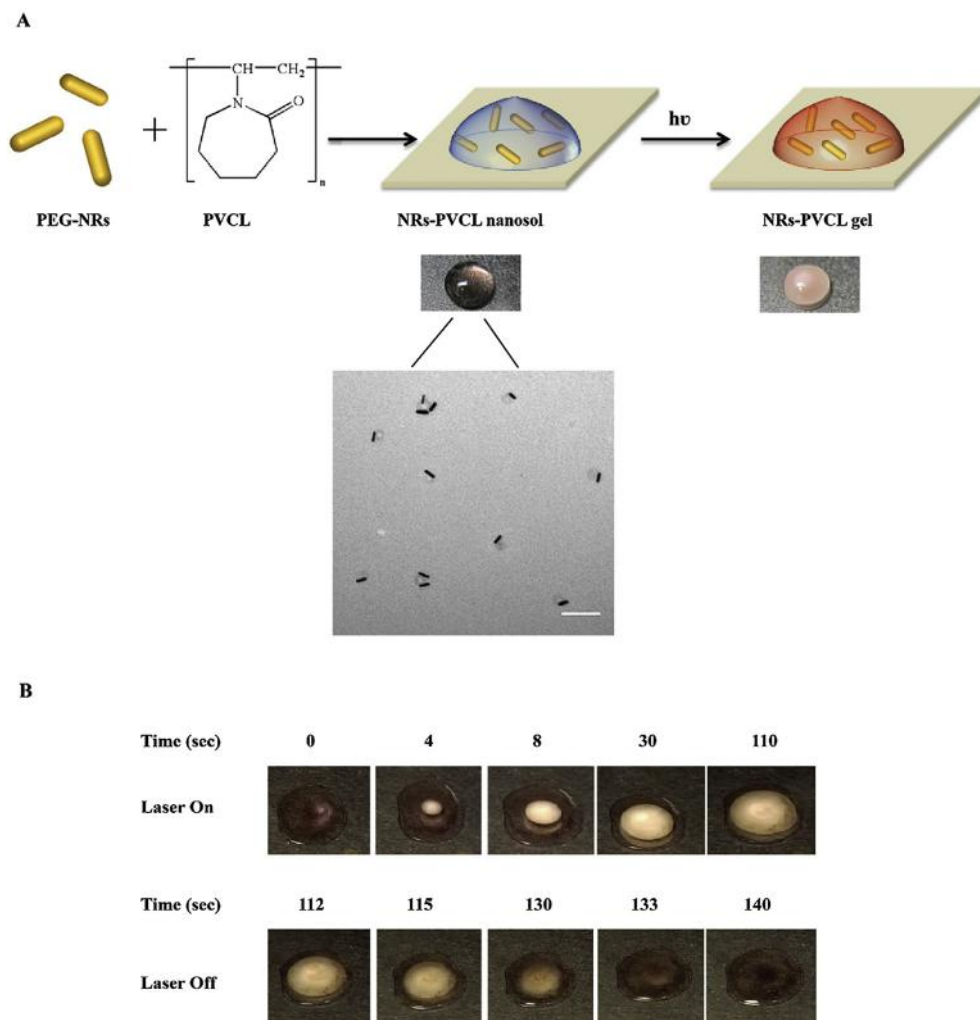 A
CH
CH2
N
O
n
+
hυ
PEG-NRs PVCL NRs-PVCL nanosol NRs-PVCL gel
B
Time (sec) 0 4 8 30 110
Laser On
Time (sec) 112 115 130 133 140
Laser Off